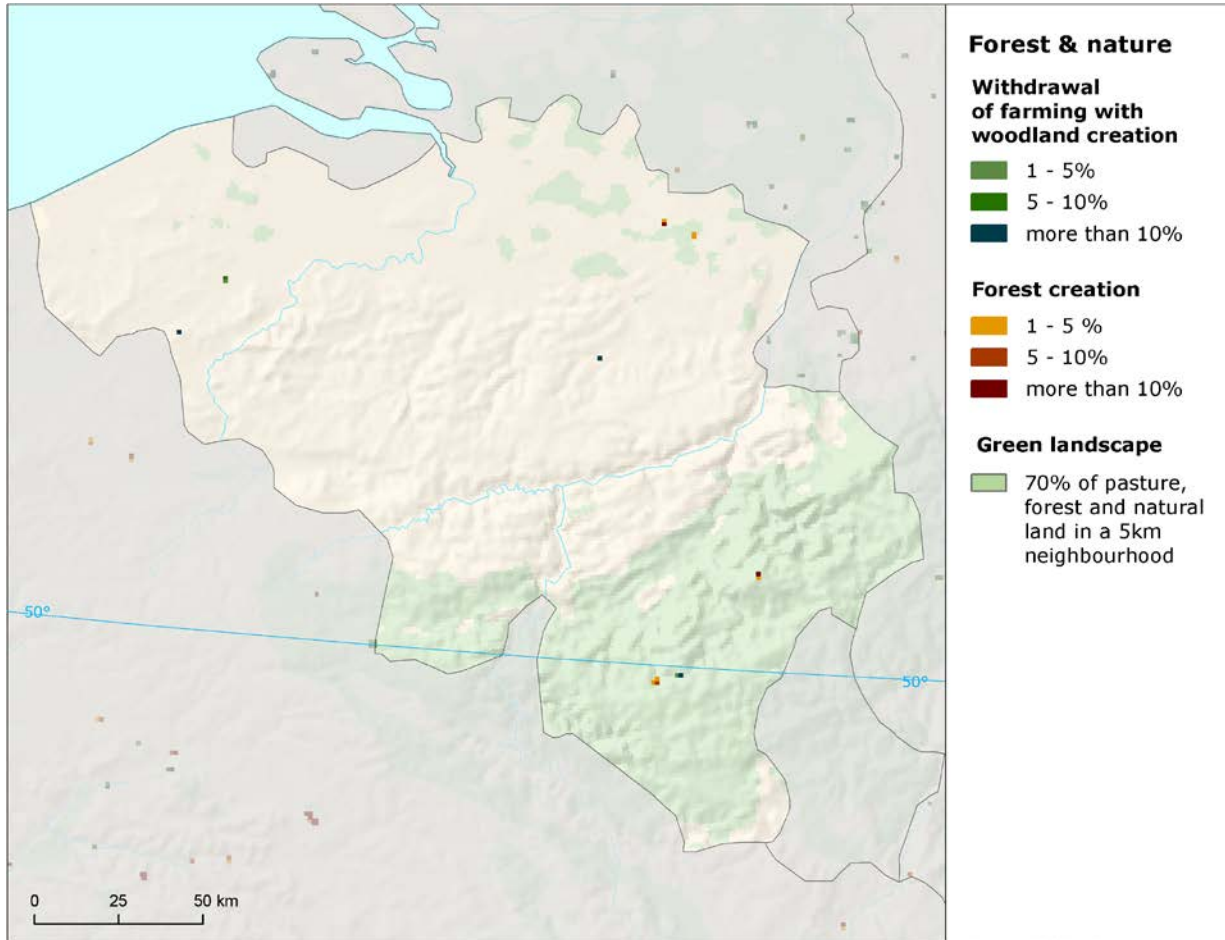 Forest & nature
Withdrawal
of farming with
woodland creation
1 - 5%
5 - 10%
more than 10%
Forest creation
1 - 5 %
5 - 10%
more than 10%
Green landscape
70% of pasture,
forest and natural
land in a 5km
neighbourhood
50°
50°
0 25 50 km